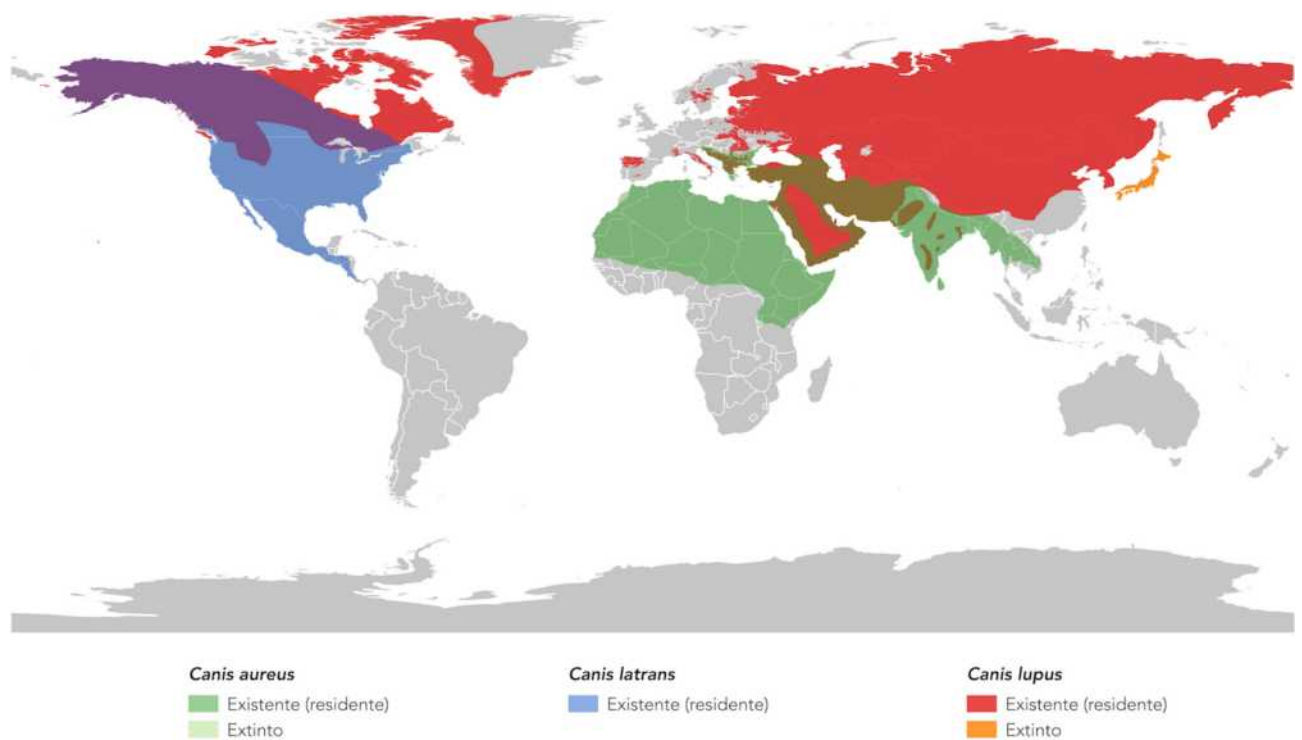 Canis aureus
Existente (residente)
Extinto
Canis latrans
Existente (residente)
Canis lupus
Existente (residente)
Extinto